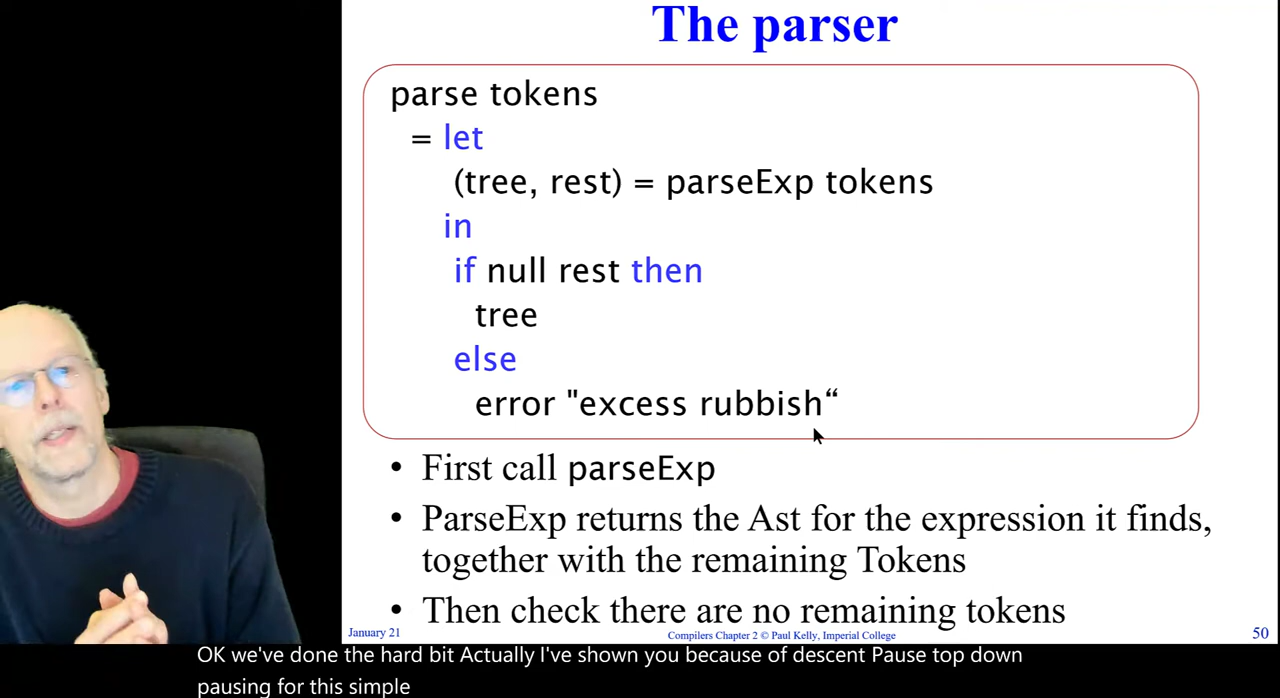 The parser
parse tokens
= let
(tree, rest) = parseExp tokens
in
if null rest then
tree
else
error "excess rubbish“
• First call parseExp
• ParseExp returns the Ast for the expression it finds,
together with the remaining Tokens
• Then check there are no remaining tokens
January 21
Compilers Chapter 2 © Paul Kelly, Imperial College
50
OK we've done the hard bit Actually I've shown you because of descent Pause top down
pausing for this simple